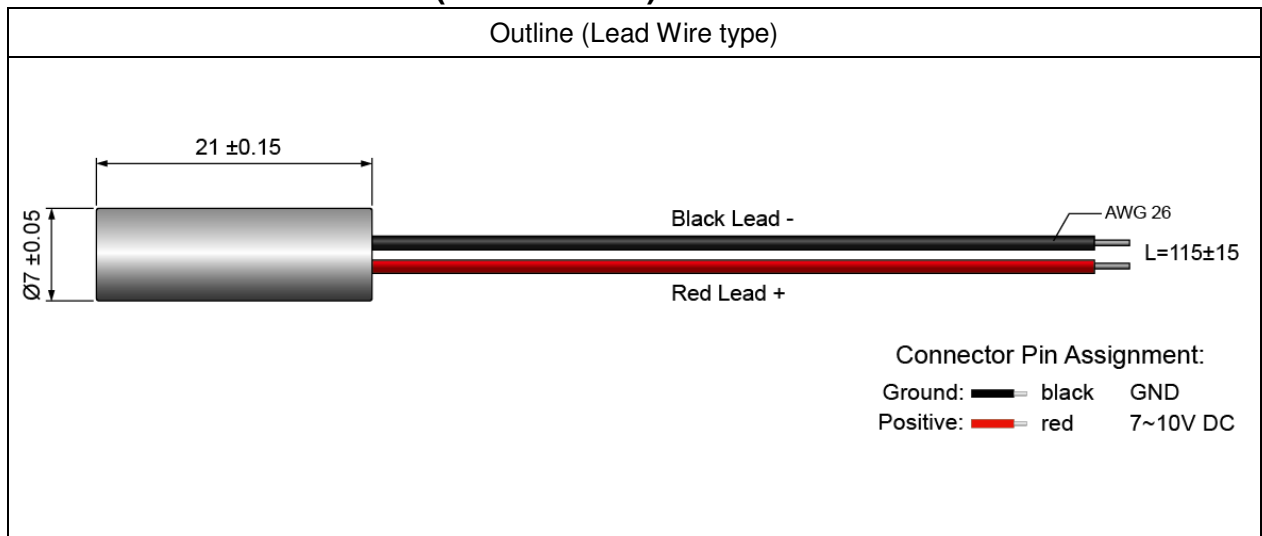 Outline (Lead Wire type)
21 ±0.15
Ø7 ±0.05
Black Lead -
AWG 26
L=115±15
Red Lead +
Connector Pin Assignment:
Ground: black GND
Positive: red 7~10V DC